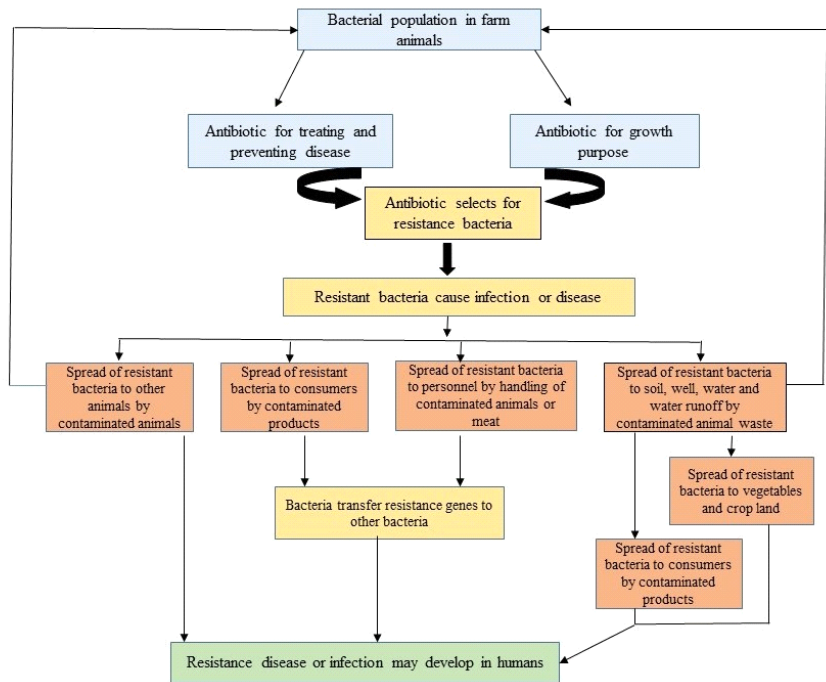 Bacterial population in farm
animals
Antibiotic for treating and
preventing disease
Antibiotic for growth
purpose
Antibiotic selects for
resistance bacteria
Resistant bacteria cause infection or disease
Spread of resistant
bacteria to other
animals by
contaminated animals
Spread of resistant
bacteria to consumers
by contaminated
products
Spread of resistant bacteria
to personnel by handling of
contaminated animals or
meat
Spread of resistant bacteria
to soil, well, water and
water runoff by
contaminated animal waste
Spread of resistant
bacteria to vegetables
and crop land
Bacteria transfer resistance genes to
other bacteria
Spread of resistant
bacteria to consumers
by contaminated
products
Resistance disease or infection may develop in humans